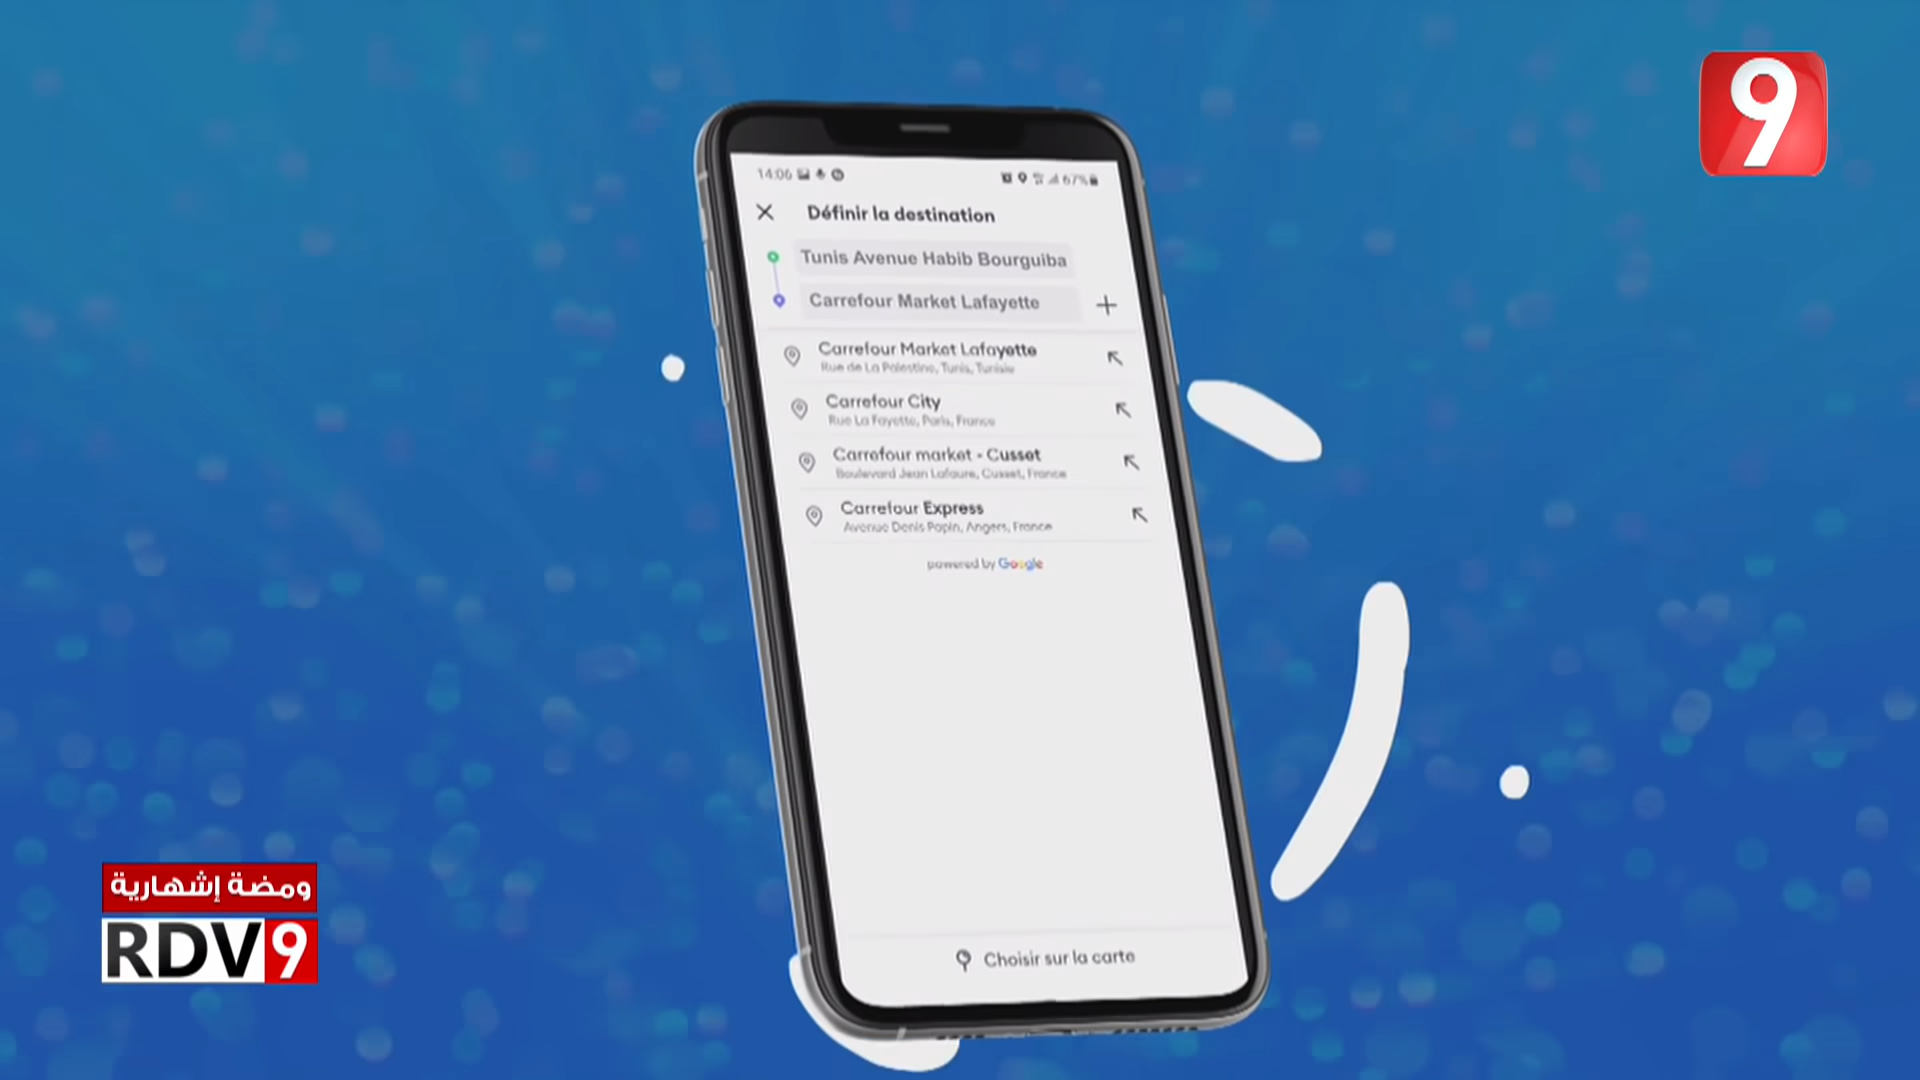 9
14:06
67%
Définir la destination
Tunis Avenue Habib Bourguiba
Carrefour Market Lafayette
Carrefour Market Lafayette
Rue de La Palestine, Tunis, Tunisie
Carrefour City
Rue La Fayette, Paris, France
Carrefour market - Cusset
Boulevard Jean Lafaure, Cusset, France
Carrefour Express
Avenue Denis Papin, Angers, France
powered by Google
Choisir sur la carte
ومضة إشهارية
RDV9